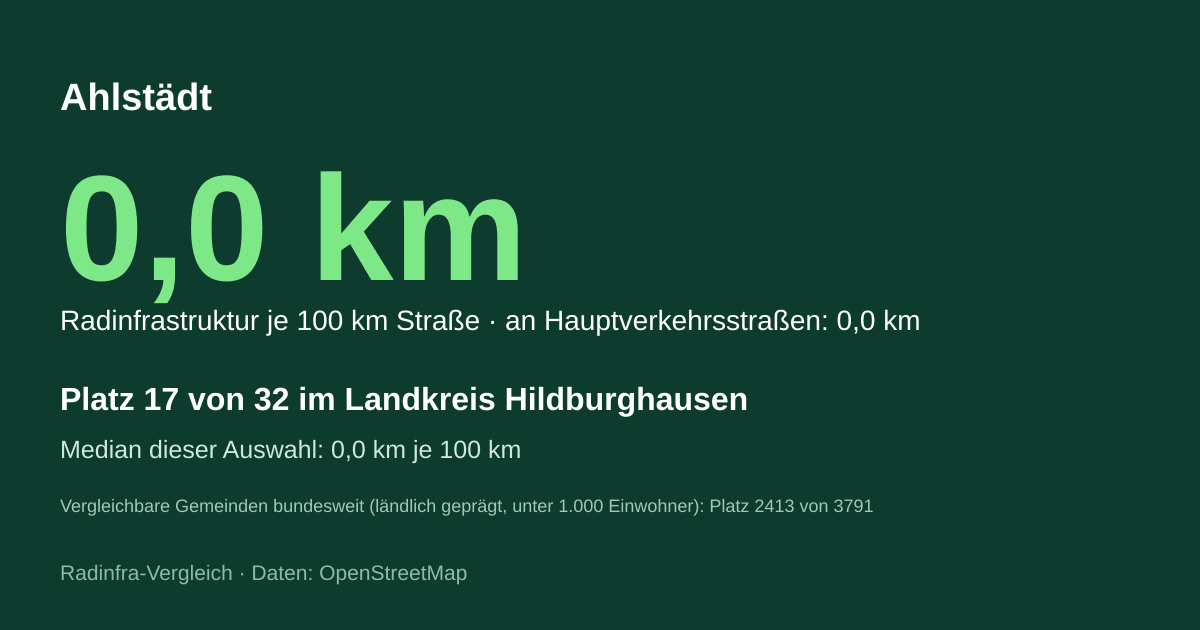 Ahlstädt
0,0 km
Radinfrastruktur je 100 km Straße · an Hauptverkehrsstraßen: 0,0 km
Platz 17 von 32 im Landkreis Hildburghausen
Median dieser Auswahl: 0,0 km je 100 km
Vergleichbare Gemeinden bundesweit (ländlich geprägt, unter 1.000 Einwohner): Platz 2413 von 3791
Radinfra-Vergleich · Daten: OpenStreetMap